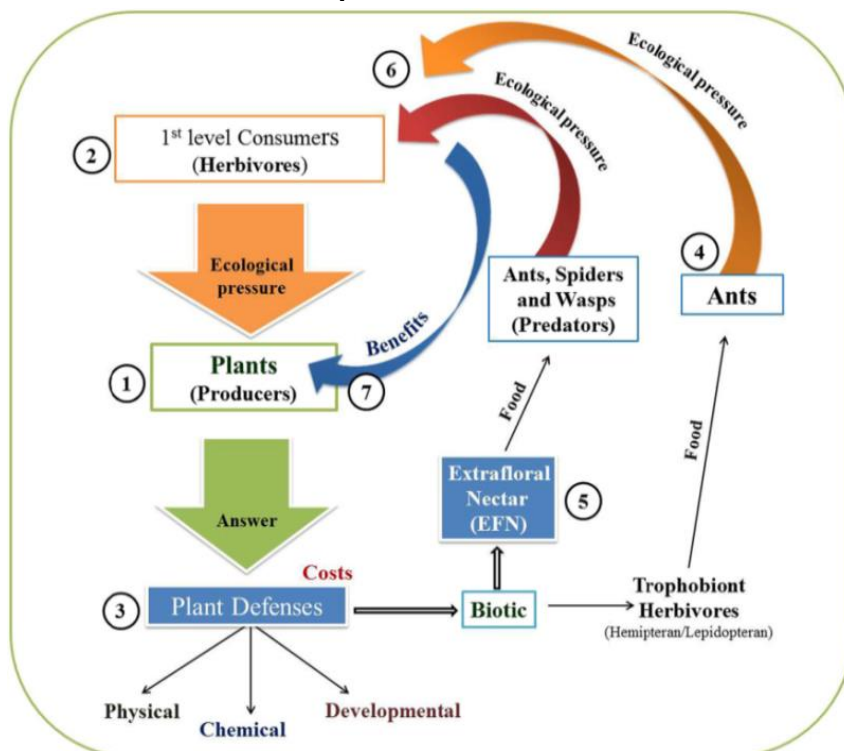 6
Ecological pressure
Ecological pressure
2
1st level Consumers
(Herbivores)
4
Ecological
pressure
Ants, Spiders
and Wasps
(Predators)
Ants
Benefits
1
Plants
(Producers)
7
Food
Food
Extrafloral
Nectar
(EFN)
5
Answer
Costs
3
Plant Defenses
Biotic
Trophobiont
Herbivores
(Hemipteran/Lepidopteran)
Physical
Chemical
Developmental